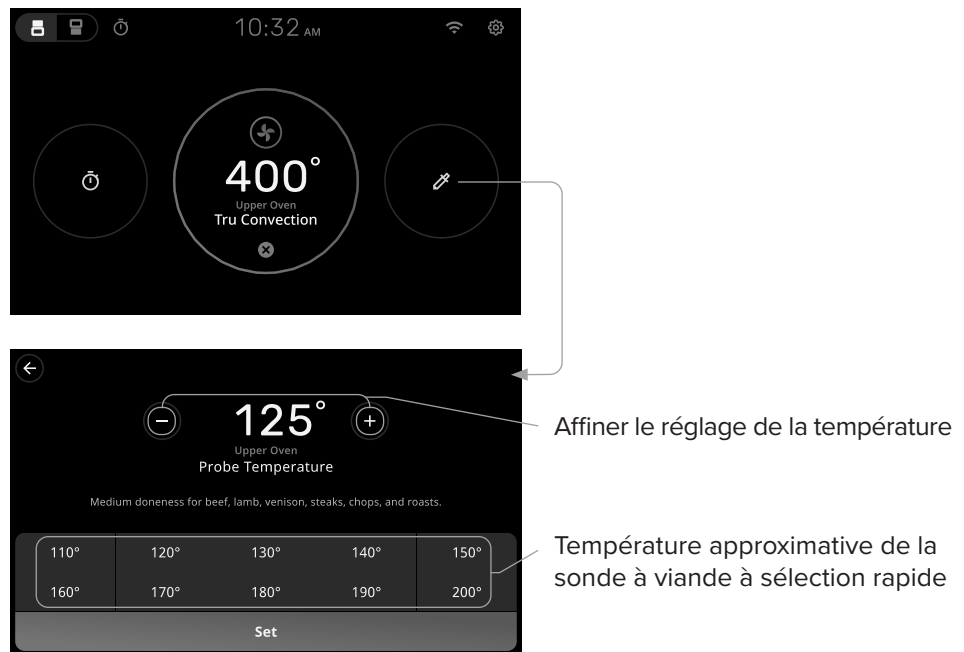 10:32 AM
400°
Upper Oven
Tru Convection
125°
Upper Oven
Probe Temperature
Medium doneness for beef, lamb, venison, steaks, chops, and roasts.
110° 120° 130° 140° 150°
160° 170° 180° 190° 200°
Set
Affiner le réglage de la température
Température approximative de la
sonde à viande à sélection rapide